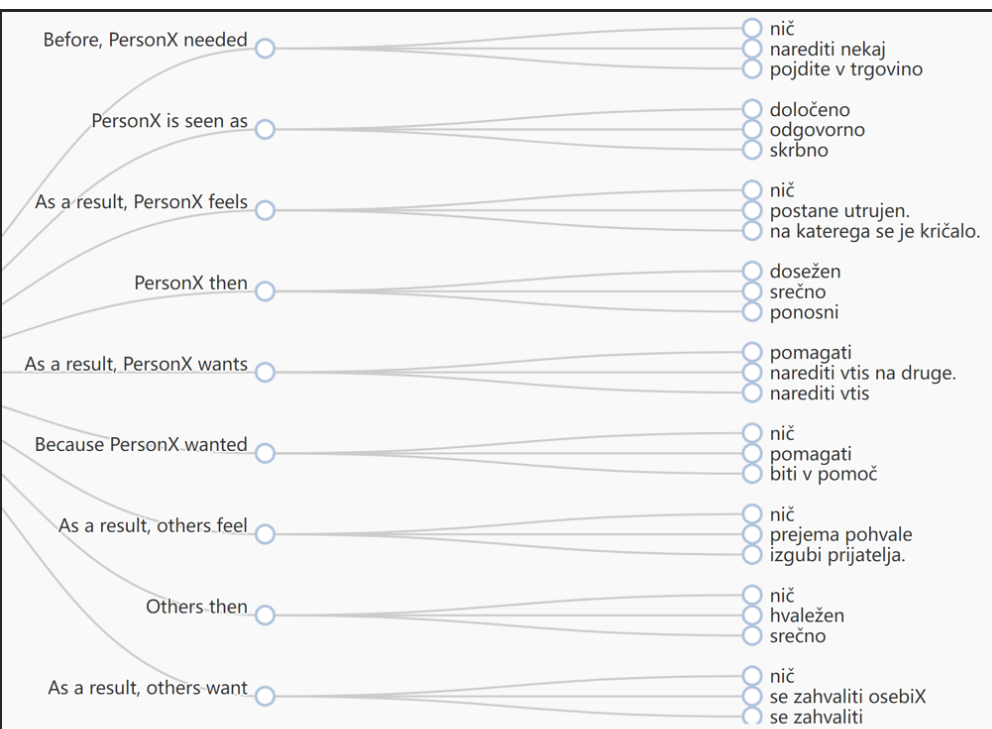 Before, PersonX needed
nič
narediti nekaj
pojdite v trgovino
PersonX is seen as
določeno
odgovorno
skrbno
As a result, PersonX feels
nič
postane utrujen.
na katerega se je kričalo.
PersonX then
dosežen
srečno
ponosni
As a result, PersonX wants
pomagati
narediti vtis na druge.
narediti vtis
Because PersonX wanted
nič
pomagati
biti v pomoč
As a result, others feel
nič
prejema pohvale
izgubi prijatelja.
Others then
nič
hvaležen
srečno
As a result, others want
nič
se zahvaliti osebiX
se zahvaliti